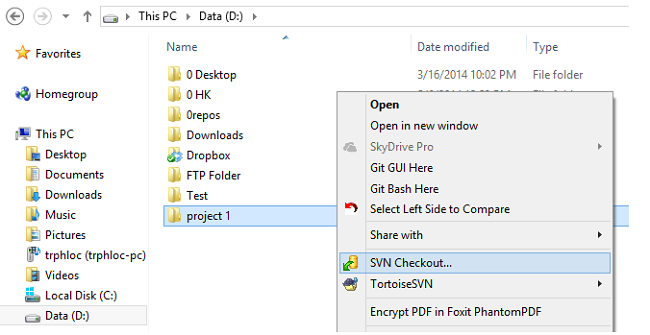 This PC
Data (D:)
Favorites
Homegroup
This PC
Desktop
Documents
Downloads
Music
Pictures
trphloc (trphloc-pc)
Videos
Local Disk (C:)
Data (D:)
Name
Date modified
Type
0 Desktop
3/16/2014 10:02 PM
File folder
0 HK
0repos
Downloads
Dropbox
FTP Folder
Test
project 1
Open
Open in new window
SkyDrive Pro
Git GUI Here
Git Bash Here
Select Left Side to Compare
Share with
SVN Checkout...
TortoiseSVN
Encrypt PDF in Foxit PhantomPDF